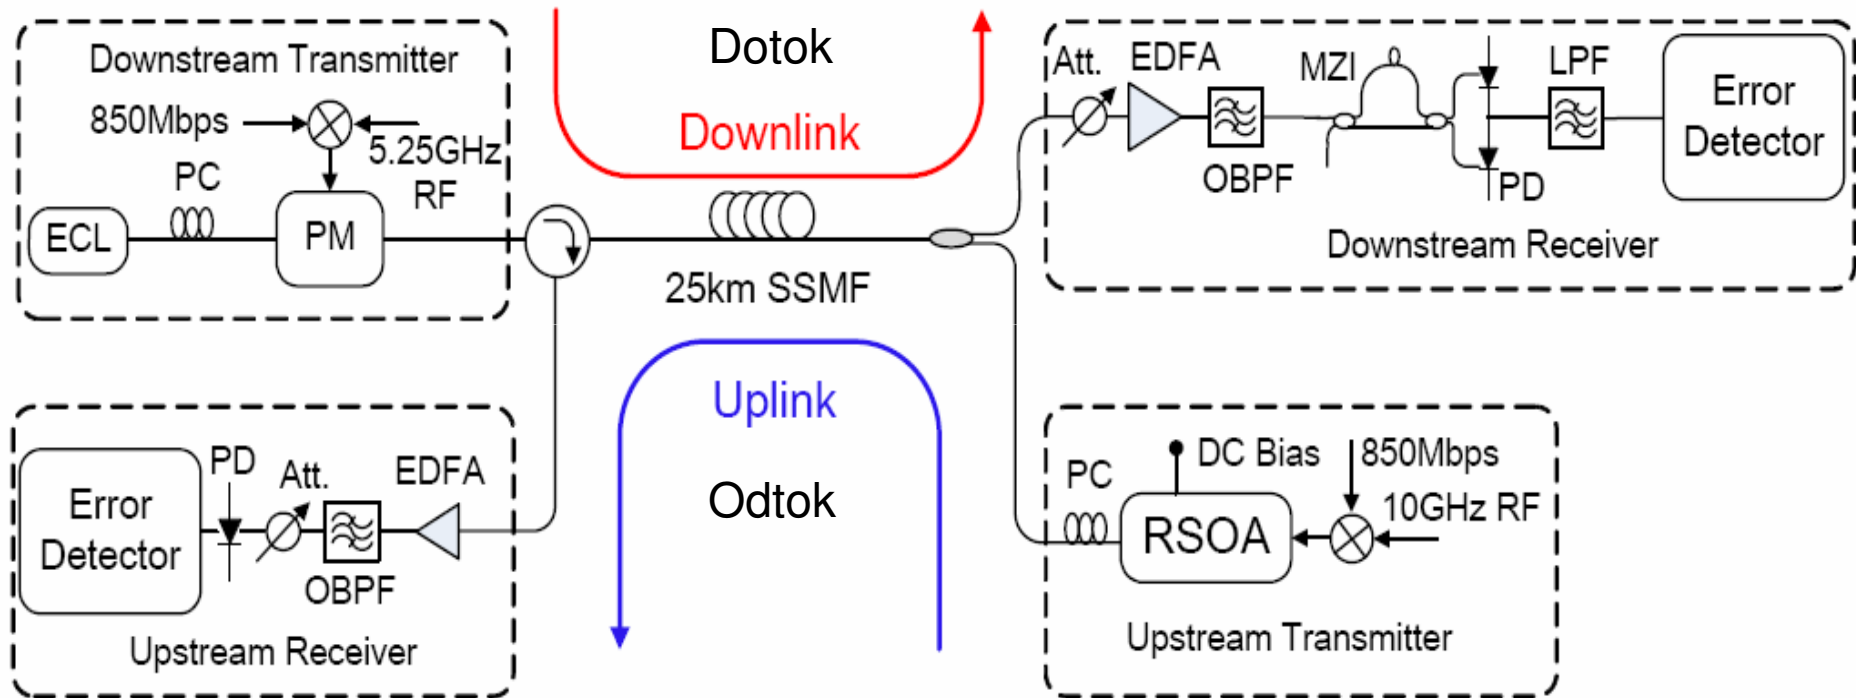 Downstream Transmitter
850Mbps
5.25GHz
RF
PC
ECL
PM
Dotok
Downlink
25km SSMF
Att.
EDFA
OBPF
MZI
PD
LPF
Error
Detector
Downstream Receiver
Error
Detector
PD
Att.
OBPF
EDFA
Upstream Receiver
Uplink
Odtok
PC
DC Bias
850Mbps
10GHz RF
RSOA
Upstream Transmitter